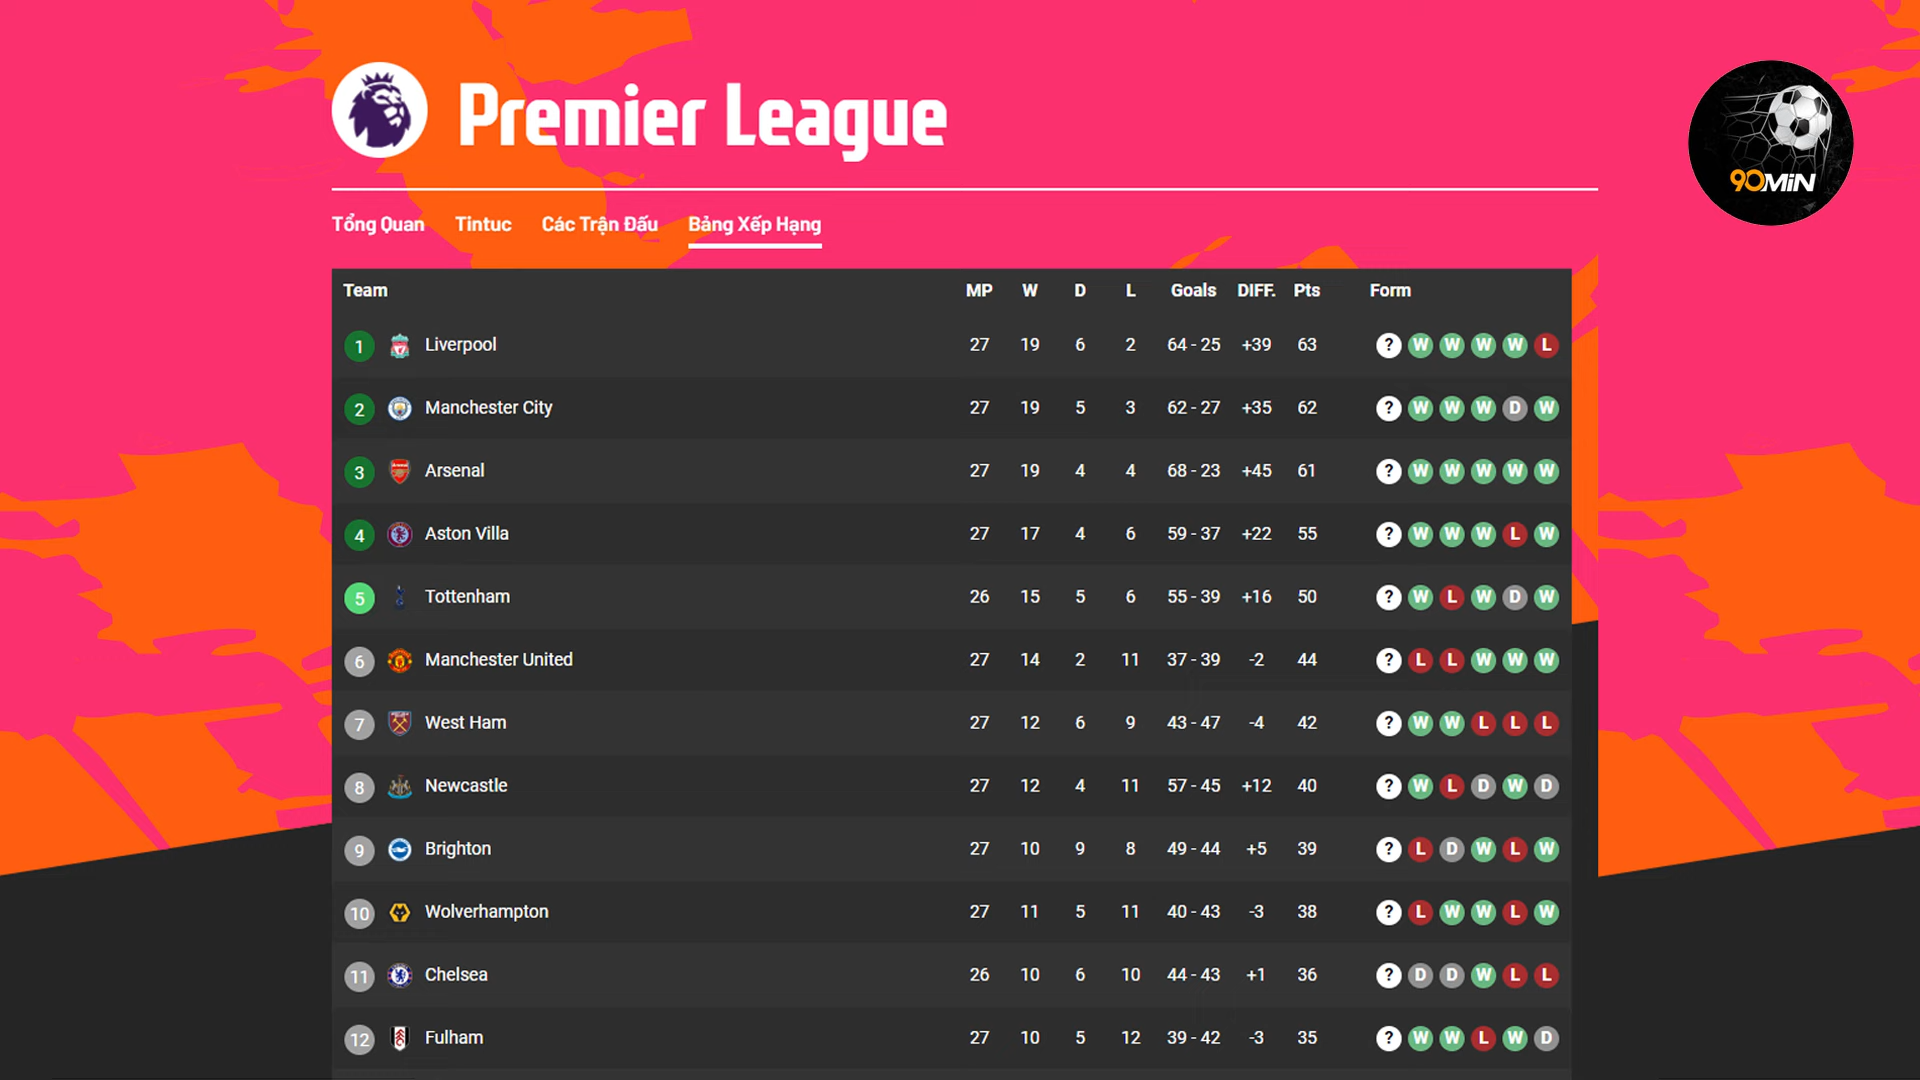 Premier League
90MiN
Tổng Quan Tintuc Các Trận Đấu Bảng Xếp Hạng
Team MP W D L Goals DIFF. Pts Form
1 Liverpool 27 19 6 2 64 - 25 +39 63 ? W W W W L
2 Manchester City 27 19 5 3 62 - 27 +35 62 ? W W W D W
3 Arsenal 27 19 4 4 68 - 23 +45 61 ? W W W W W
4 Aston Villa 27 17 4 6 59 - 37 +22 55 ? W W W L W
5 Tottenham 26 15 5 6 55 - 39 +16 50 ? W L W D W
6 Manchester United 27 14 2 11 37 - 39 -2 44 ? L L W W W
7 West Ham 27 12 6 9 43 - 47 -4 42 ? W W L L L
8 Newcastle 27 12 4 11 57 - 45 +12 40 ? W L D W D
9 Brighton 27 10 9 8 49 - 44 +5 39 ? L D W L W
10 Wolverhampton 27 11 5 11 40 - 43 -3 38 ? L W W L W
11 Chelsea 26 10 6 10 44 - 43 +1 36 ? D D W L L
12 Fulham 27 10 5 12 39 - 42 -3 35 ? W W L W D